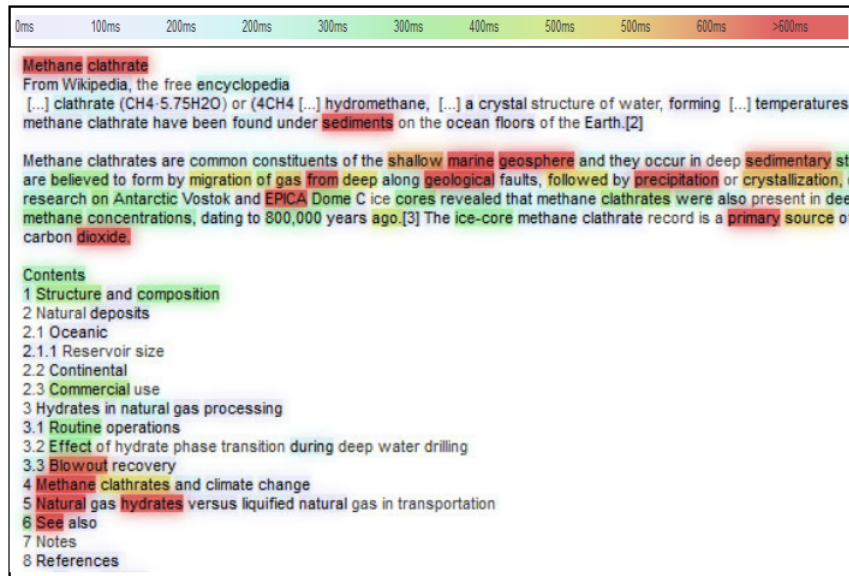 0ms 100ms 200ms 200ms 300ms 300ms 400ms 500ms 500ms 600ms >600ms
Methane clathrate
From Wikipedia, the free encyclopedia
[...] clathrate (CH4·5.75H2O) or (4CH4 [...] hydromethane, [...] a crystal structure of water, forming [...] temperatures
methane clathrate have been found under sediments on the ocean floors of the Earth.[2]
Methane clathrates are common constituents of the shallow marine geosphere and they occur in deep sedimentary st
are believed to form by migration of gas from deep along geological faults, followed by precipitation or crystallization,
research on Antarctic Vostok and EPICA Dome C ice cores revealed that methane clathrates were also present in dee
methane concentrations, dating to 800,000 years ago.[3] The ice-core methane clathrate record is a primary source of
carbon dioxide.
Contents
1 Structure and composition
2 Natural deposits
2.1 Oceanic
2.1.1 Reservoir size
2.2 Continental
2.3 Commercial use
3 Hydrates in natural gas processing
3.1 Routine operations
3.2 Effect of hydrate phase transition during deep water drilling
3.3 Blowout recovery
4 Methane clathrates and climate change
5 Natural gas hydrates versus liquified natural gas in transportation
6 See also
7 Notes
8 References